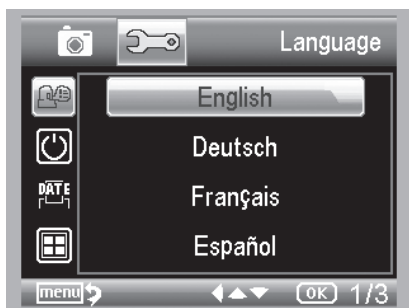 Language
English
Deutsch
DATE
Français
Español
menu
OK 1/3